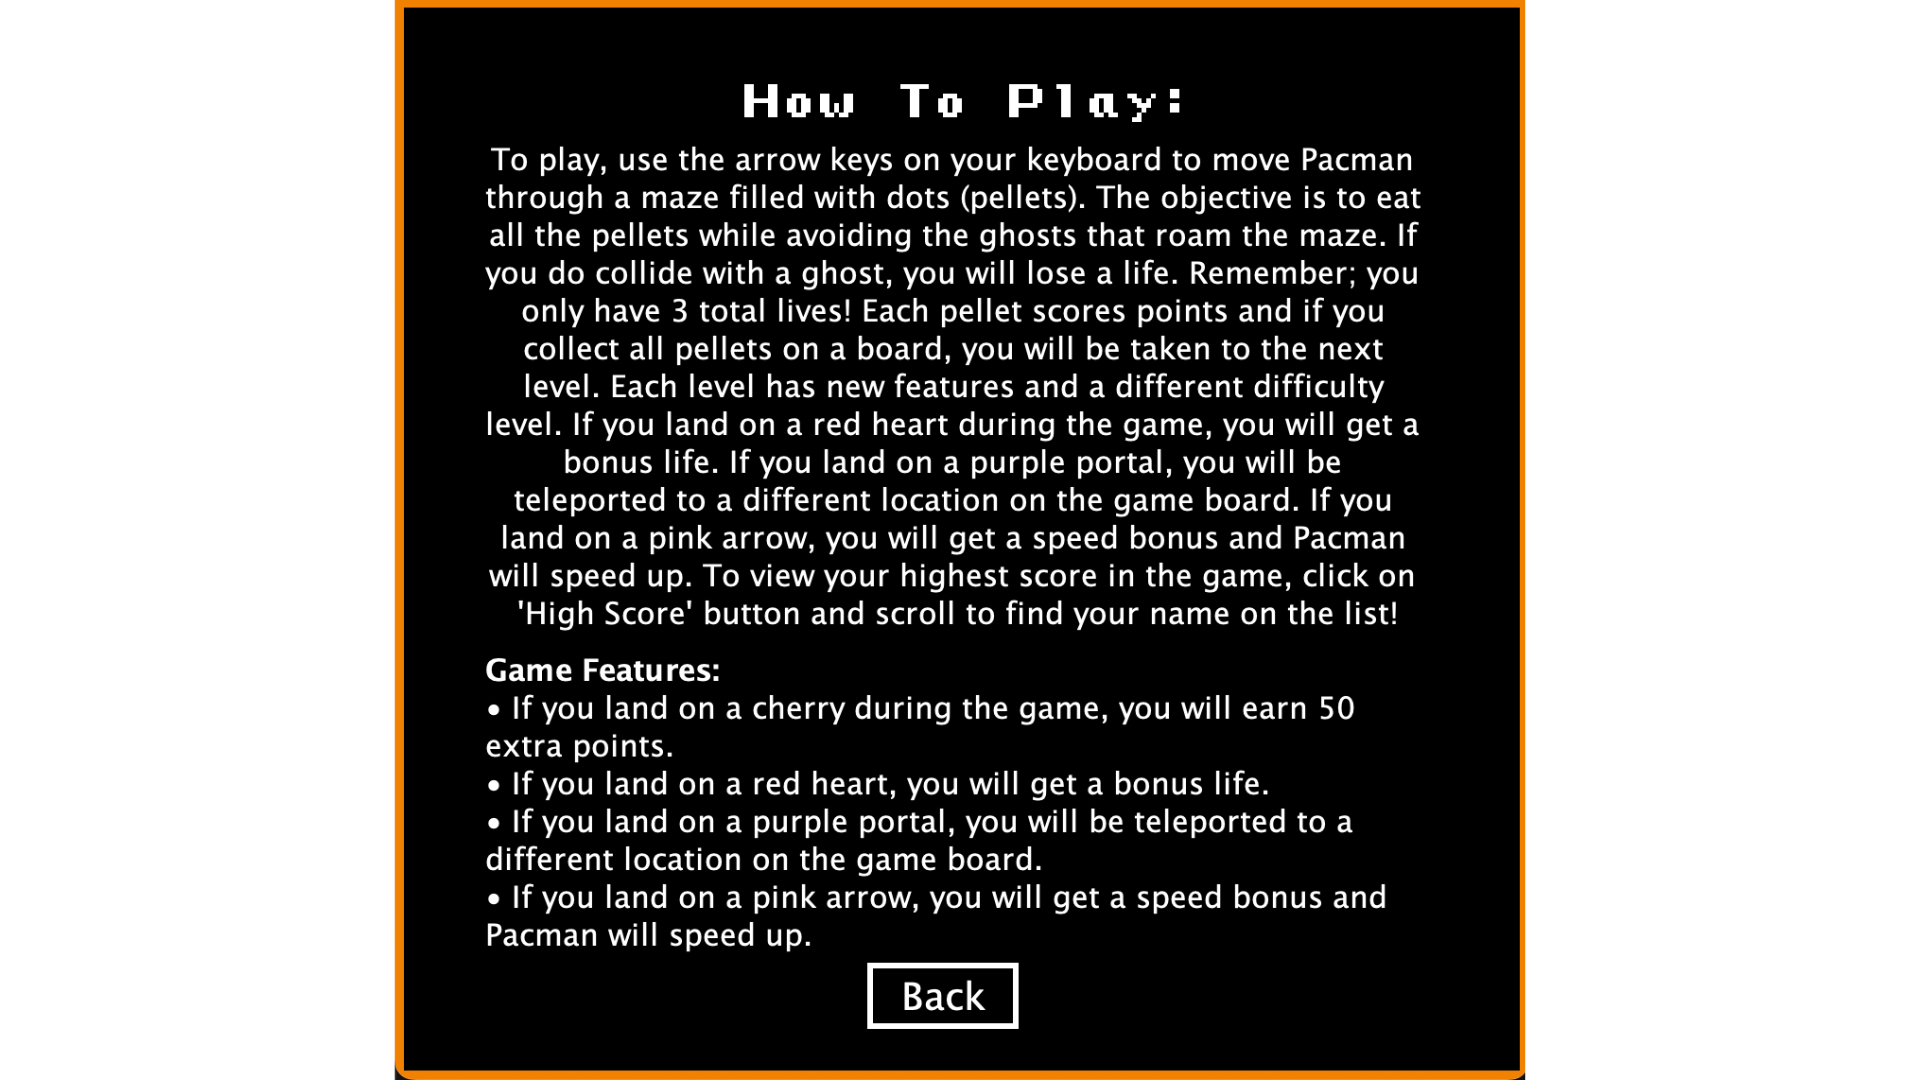 How To Play:
To play, use the arrow keys on your keyboard to move Pacman
through a maze filled with dots (pellets). The objective is to eat
all the pellets while avoiding the ghosts that roam the maze. If
you do collide with a ghost, you will lose a life. Remember; you
only have 3 total lives! Each pellet scores points and if you
collect all pellets on a board, you will be taken to the next
level. Each level has new features and a different difficulty
level. If you land on a red heart during the game, you will get a
bonus life. If you land on a purple portal, you will be
teleported to a different location on the game board. If you
land on a pink arrow, you will get a speed bonus and Pacman
will speed up. To view your highest score in the game, click on
'High Score' button and scroll to find your name on the list!
Game Features:
• If you land on a cherry during the game, you will earn 50
extra points.
• If you land on a red heart, you will get a bonus life.
• If you land on a purple portal, you will be teleported to a
different location on the game board.
• If you land on a pink arrow, you will get a speed bonus and
Pacman will speed up.
Back